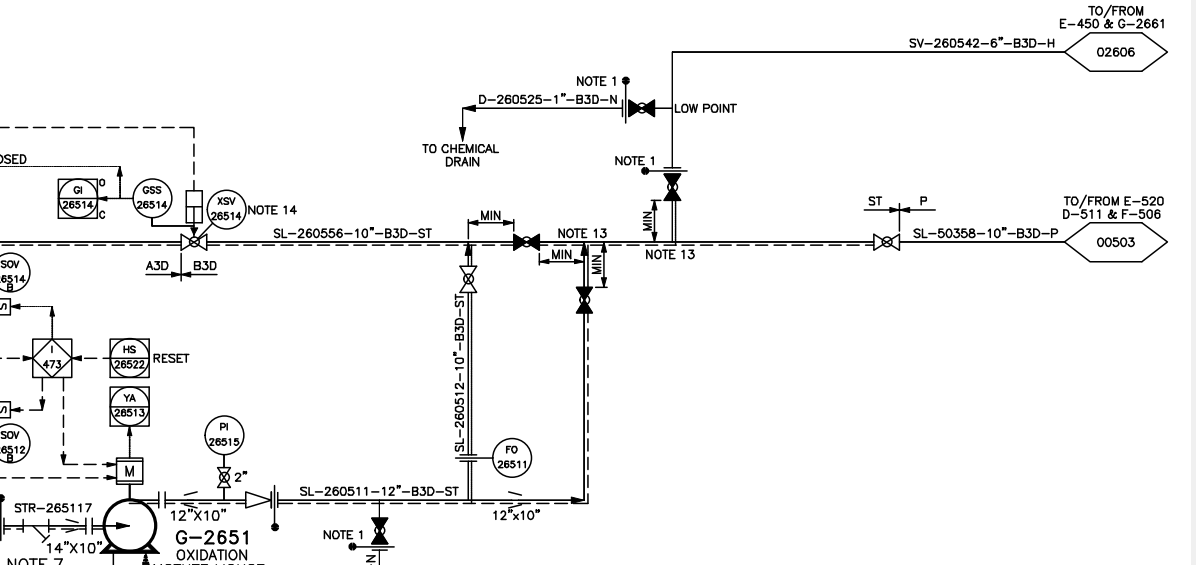 TO/FROM
E-450 & G-2661
SV-260542-6"-B3D-H
02606
NOTE 1
D-260525-1"-B3D-N
LOW POINT
TO CHEMICAL
DRAIN
NOTE 1
OSED
GI
26514
O
C
GSS
26514
XSV
26514
NOTE 14
MIN
MIN
ST
P
TO/FROM E-520
D-511 & F-506
SL-260556-10"-B3D-ST
NOTE 13
SL-50358-10"-B3D-P
00503
NOTE 13
A3D
B3D
MIN
MIN
SOV
26514
B
S
SL-260512-10"-B3D-ST
I
473
HS
26522
RESET
YA
26513
S
SOV
26512
B
PI
26515
FO
26511
M
2"
SL-260511-12"-B3D-ST
STR-265117
12"X10"
12"x10"
14"X10"
G-2651
OXIDATION
NOTE 1
NOTE 7